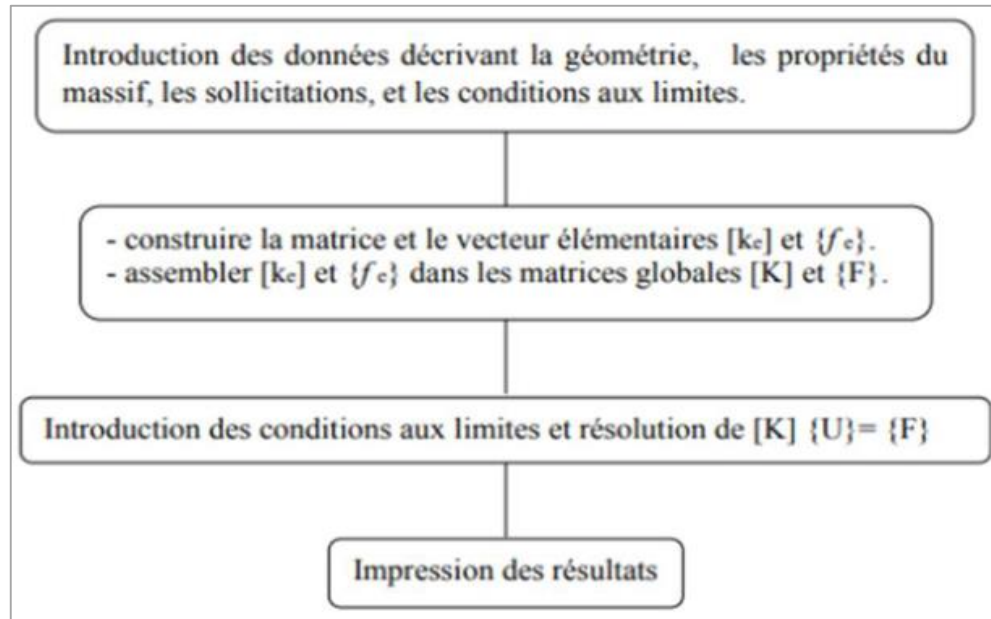 Introduction des données décrivant la géométrie, les propriétés du
massif, les sollicitations, et les conditions aux limites.
- construire la matrice et le vecteur élémentaires [ke] et {fe}.
- assembler [ke] et {fe} dans les matrices globales [K] et {F}.
Introduction des conditions aux limites et résolution de [K] {U}= {F}
Impression des résultats